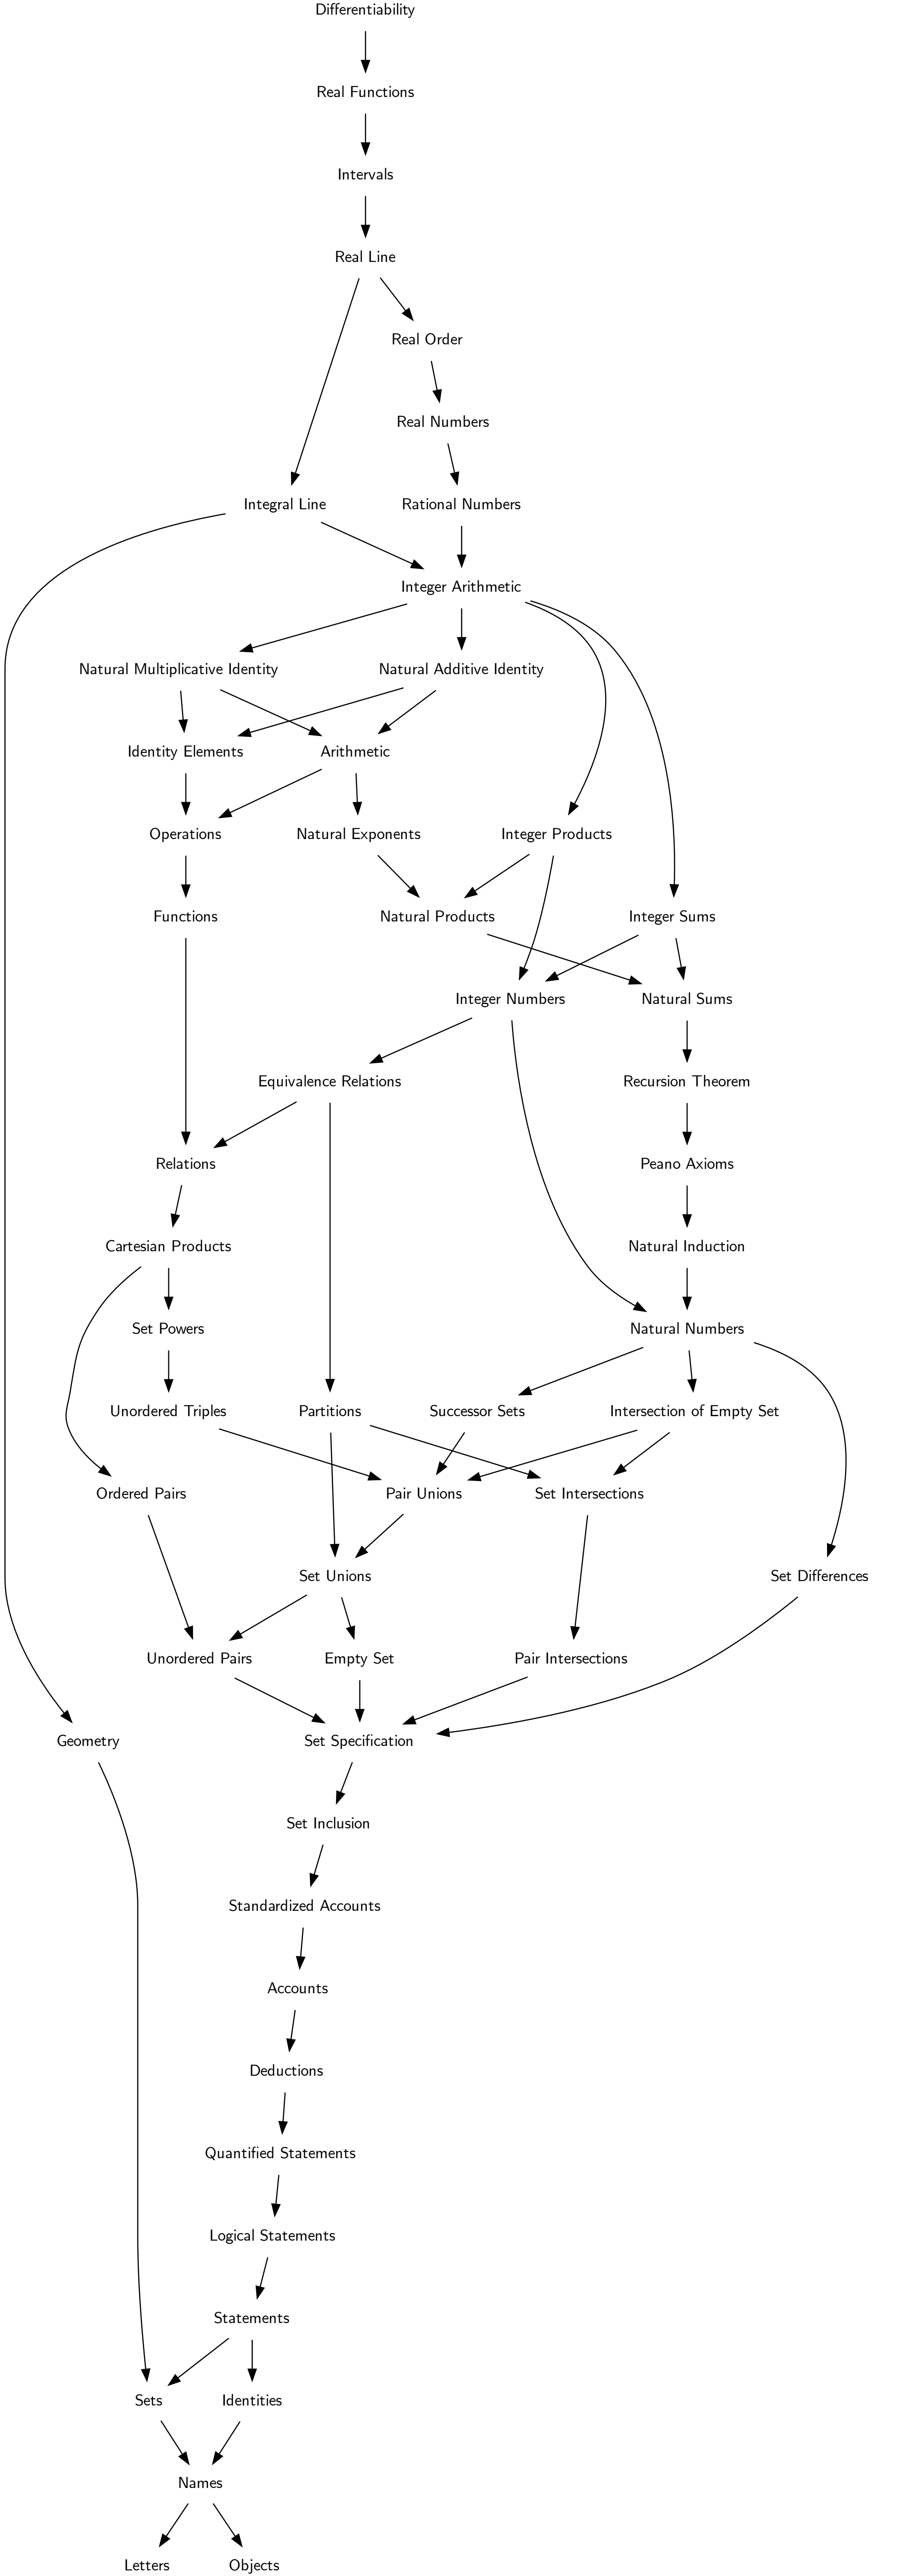 Differentiability
Real Functions
Intervals
Real Line
Real Order
Real Numbers
Integral Line
Rational Numbers
Integer Arithmetic
Natural Multiplicative Identity
Natural Additive Identity
Identity Elements
Arithmetic
Operations
Natural Exponents
Integer Products
Functions
Natural Products
Integer Sums
Integer Numbers
Natural Sums
Equivalence Relations
Recursion Theorem
Relations
Peano Axioms
Cartesian Products
Natural Induction
Set Powers
Natural Numbers
Unordered Triples
Partitions
Successor Sets
Intersection of Empty Set
Ordered Pairs
Pair Unions
Set Intersections
Set Unions
Set Differences
Unordered Pairs
Empty Set
Pair Intersections
Geometry
Set Specification
Set Inclusion
Standardized Accounts
Accounts
Deductions
Quantified Statements
Logical Statements
Statements
Sets
Identities
Names
Letters
Objects